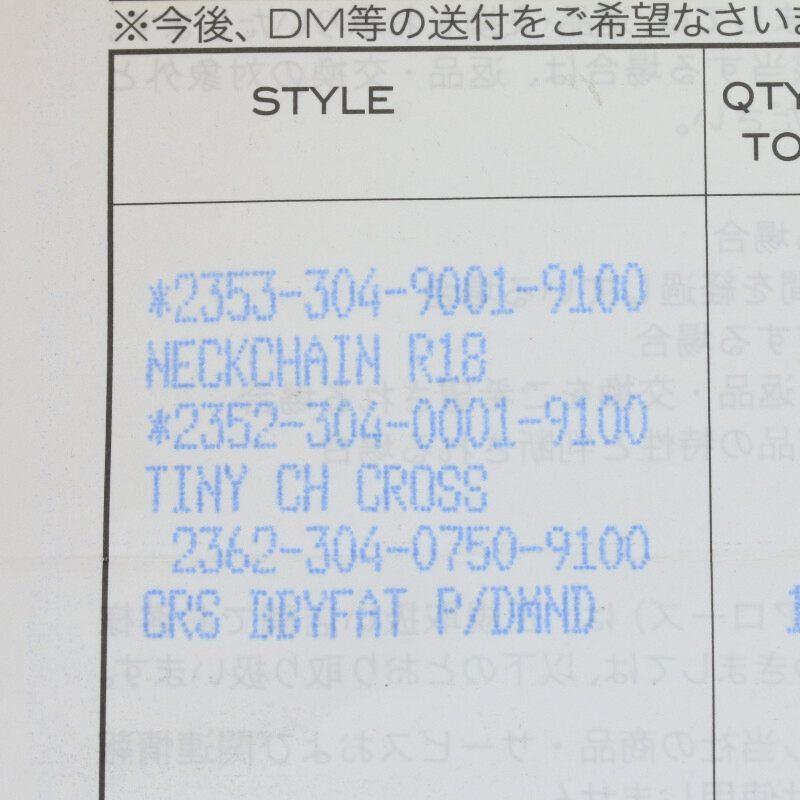 ※今後、DM等の送付をご希望なさいま
STYLE
QTY
TO
*2353-304-9001-9100
NECKCHAIN R18
*2352-304-0001-9100
TINY CH CROSS
2362-304-0750-9100
CRS DBYFAT P/DMND
1